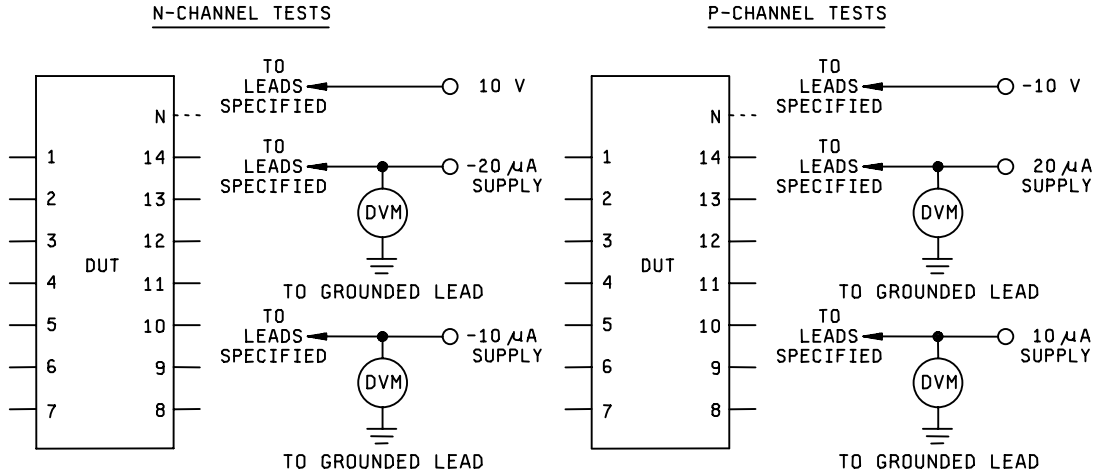 N-CHANNEL TESTS
TO
LEADS
SPECIFIED
10 V
N
TO
LEADS
SPECIFIED
-20 µA
SUPPLY
DVM
TO GROUNDED LEAD
TO
LEADS
SPECIFIED
-10 µA
SUPPLY
DVM
TO GROUNDED LEAD
1 14
2 13
3 12
DUT
4 11
5 10
6 9
7 8
P-CHANNEL TESTS
TO
LEADS
SPECIFIED
-10 V
N
TO
LEADS
SPECIFIED
20 µA
SUPPLY
DVM
TO GROUNDED LEAD
TO
LEADS
SPECIFIED
10 µA
SUPPLY
DVM
TO GROUNDED LEAD
1 14
2 13
3 12
DUT
4 11
5 10
6 9
7 8